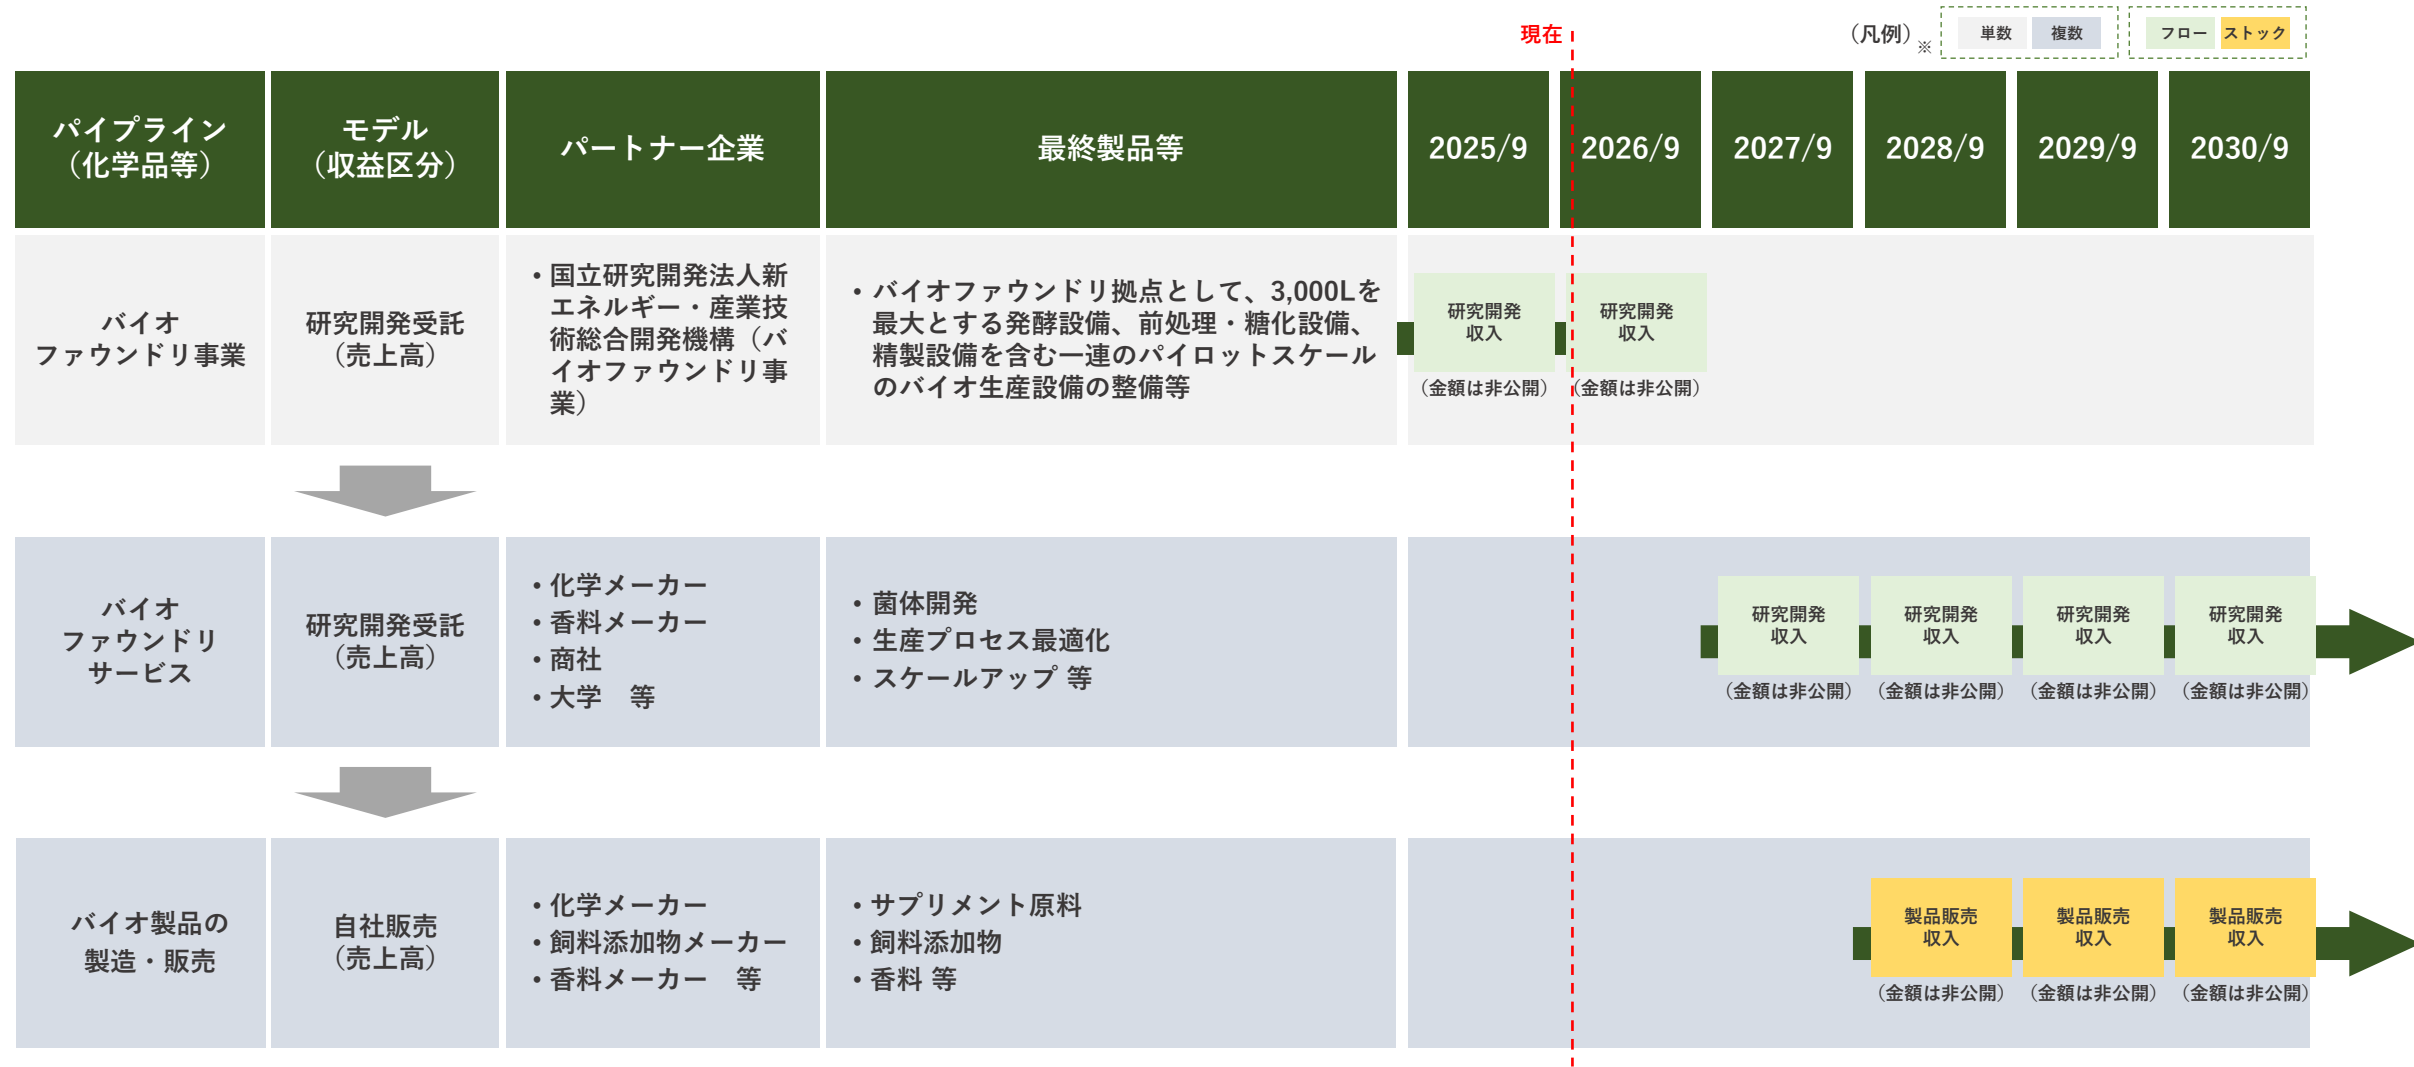 現在
（凡例）※
単数
複数
フロー
ストック
パイプライン
（化学品等）
モデル
（収益区分）
パートナー企業
最終製品等
2025/9
2026/9
2027/9
2028/9
2029/9
2030/9
バイオ
ファウンドリ事業
研究開発受託
（売上高）
・国立研究開発法人新
エネルギー・産業技
術総合開発機構（バ
イオファウンドリ事
業）
・バイオファウンドリ拠点として、3,000Lを
最大とする発酵設備、前処理・糖化設備、
精製設備を含む一連のパイロットスケール
のバイオ生産設備の整備等
研究開発
収入
（金額は非公開）
研究開発
収入
（金額は非公開）
バイオ
ファウンドリ
サービス
研究開発受託
（売上高）
・化学メーカー
・香料メーカー
・商社
・大学　等
・菌体開発
・生産プロセス最適化
・スケールアップ 等
研究開発
収入
（金額は非公開）
研究開発
収入
（金額は非公開）
研究開発
収入
（金額は非公開）
研究開発
収入
（金額は非公開）
バイオ製品の
製造・販売
自社販売
（売上高）
・化学メーカー
・飼料添加物メーカー
・香料メーカー　等
・サプリメント原料
・飼料添加物
・香料 等
製品販売
収入
（金額は非公開）
製品販売
収入
（金額は非公開）
製品販売
収入
（金額は非公開）